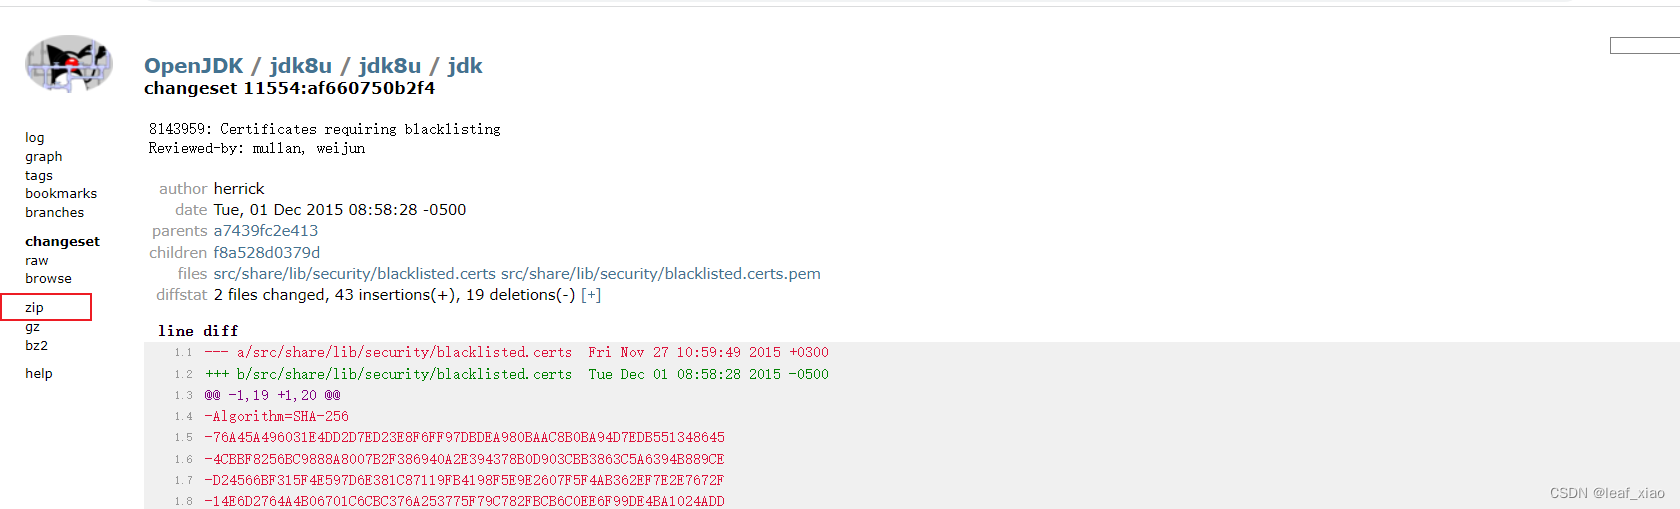 OpenJDK / jdk8u / jdk8u / jdk
changeset 11554:af660750b2f4
8143959: Certificates requiring blacklisting
Reviewed-by: mullan, weijun
log
graph
tags
bookmarks
branches
changeset
raw
browse
zip
gz
bz2
help
author herrick
date Tue, 01 Dec 2015 08:58:28 -0500
parents a7439fc2e413
children f8a528d0379d
files src/share/lib/security/blacklisted.certs src/share/lib/security/blacklisted.certs.pem
diffstat 2 files changed, 43 insertions(+), 19 deletions(-) [+]
line diff
1.1 --- a/src/share/lib/security/blacklisted.certs Fri Nov 27 10:59:49 2015 +0300
1.2 +++ b/src/share/lib/security/blacklisted.certs Tue Dec 01 08:58:28 2015 -0500
1.3 @@ -1,19 +1,20 @@
1.4 -Algorithm=SHA-256
1.5 -76A45A496031E4DD2D7ED23E8F6FF97DBDEA980BAAC8B0BA94D7EDB551348645
1.6 -4CBBF8256BC9888A8007B2F386940A2E394378B0D903CBB3863C5A6394B889CE
1.7 -D24566BF315F4E597D6E381C87119FB4198F5E9E2607F5F4AB362EF7E2E7672F
1.8 -14E6D2764A4B06701C6CBC376A253775F79C782FBCB6C0EE6F99DE4BA1024ADD
CSDN @leaf_xiao